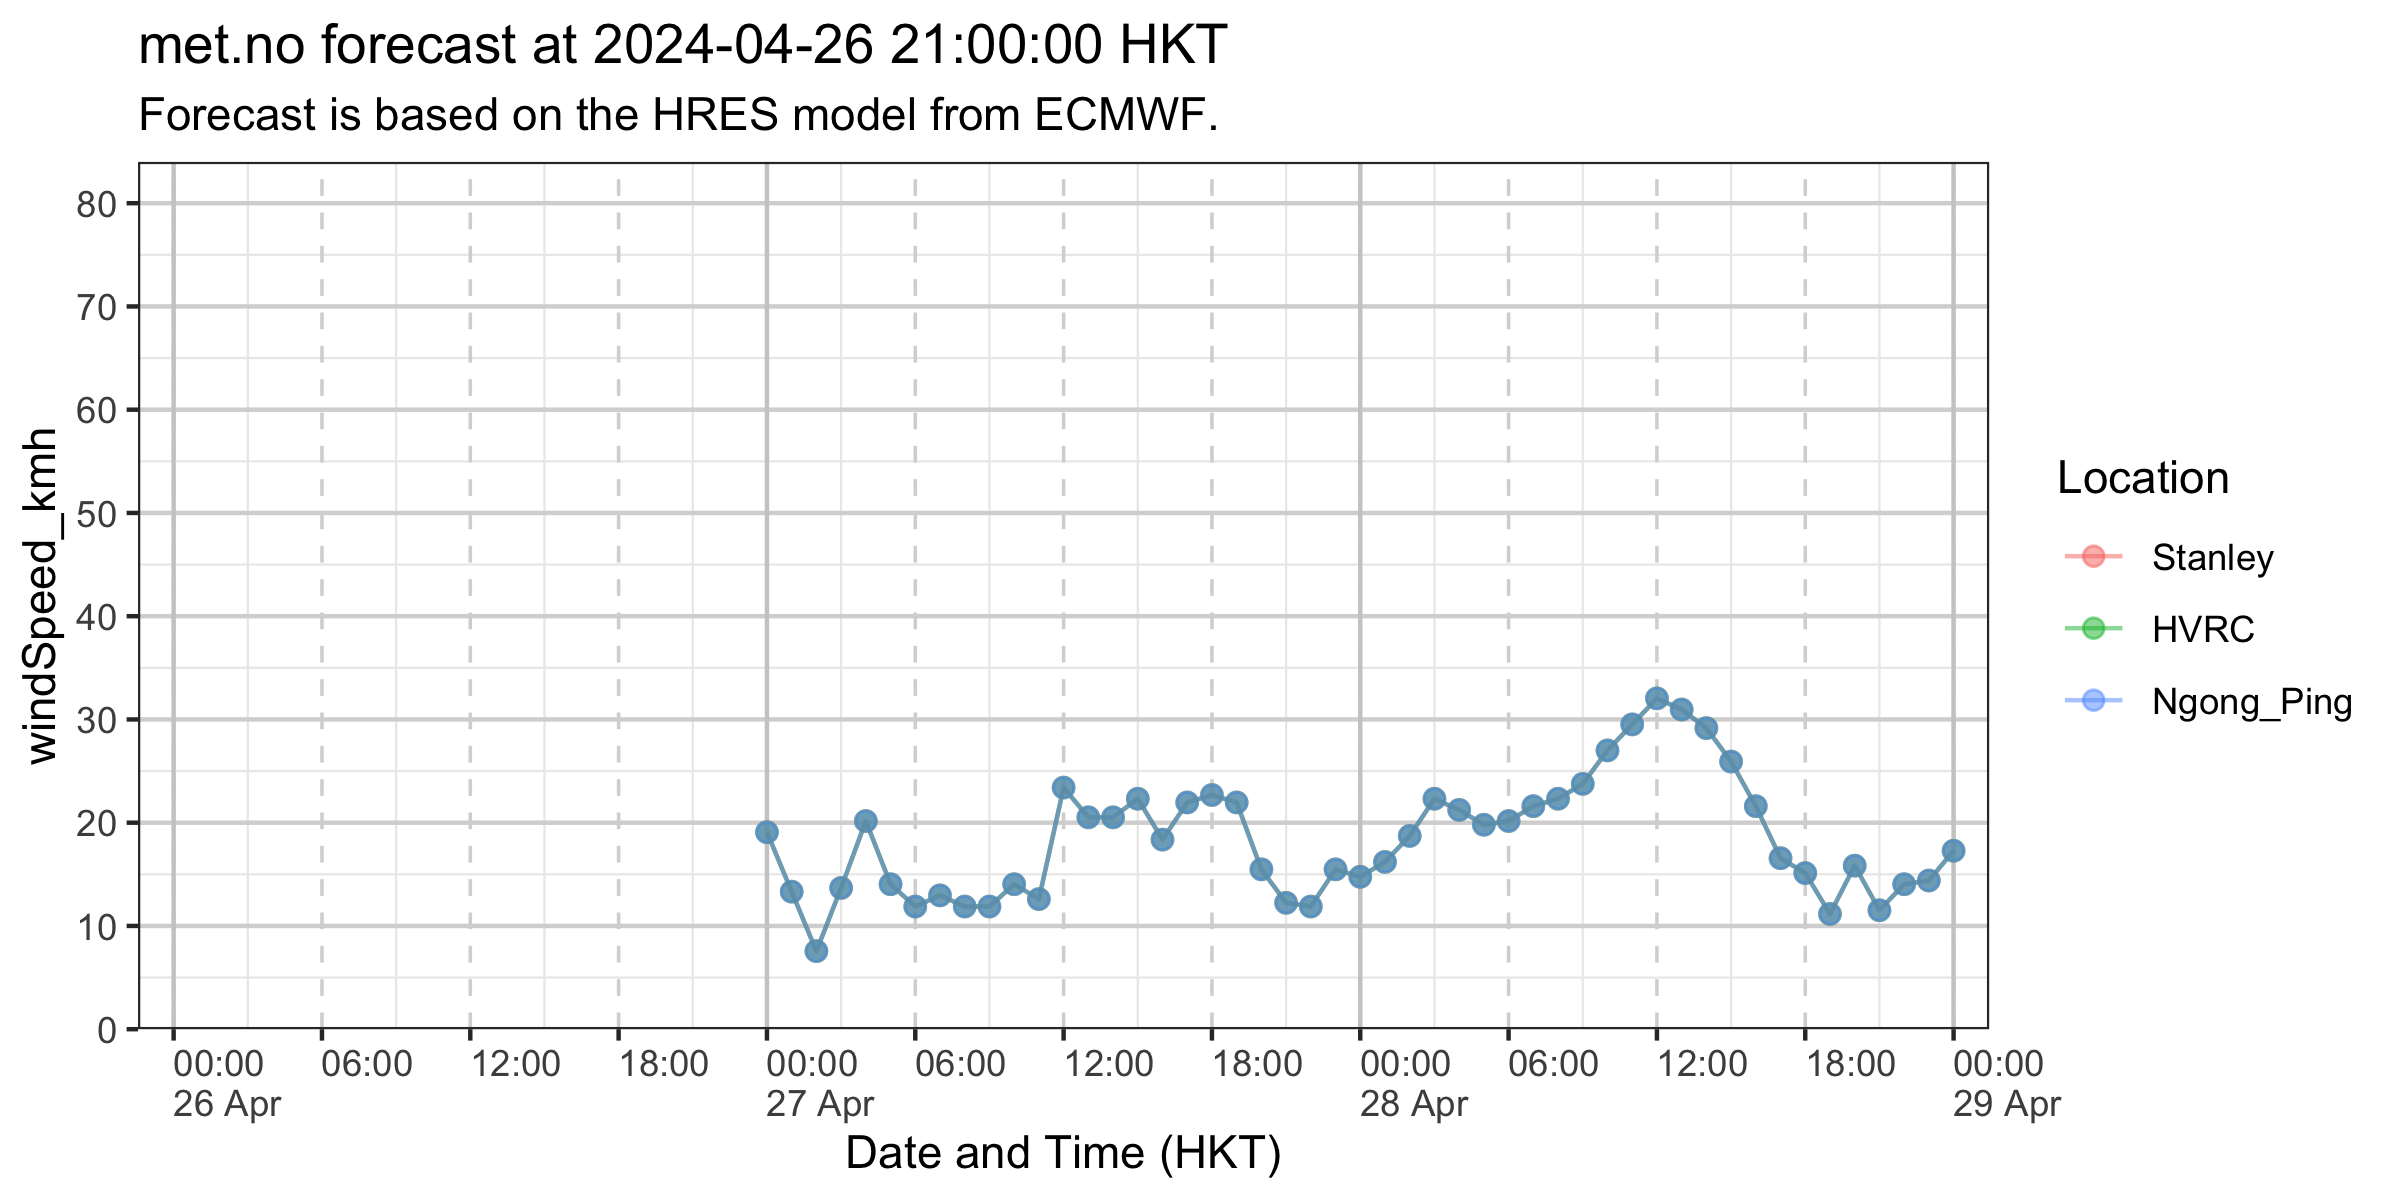 met.no forecast at 2024-04-26 21:00:00 HKT
Forecast is based on the HRES model from ECMWF.
windSpeed_kmh
80
70
60
50
40
30
20
10
0
00:00 06:00 12:00 18:00 00:00 06:00 12:00 18:00 00:00 06:00 12:00 18:00 00:00
26 Apr 27 Apr 28 Apr 29 Apr
Date and Time (HKT)
Location
Stanley
HVRC
Ngong_Ping